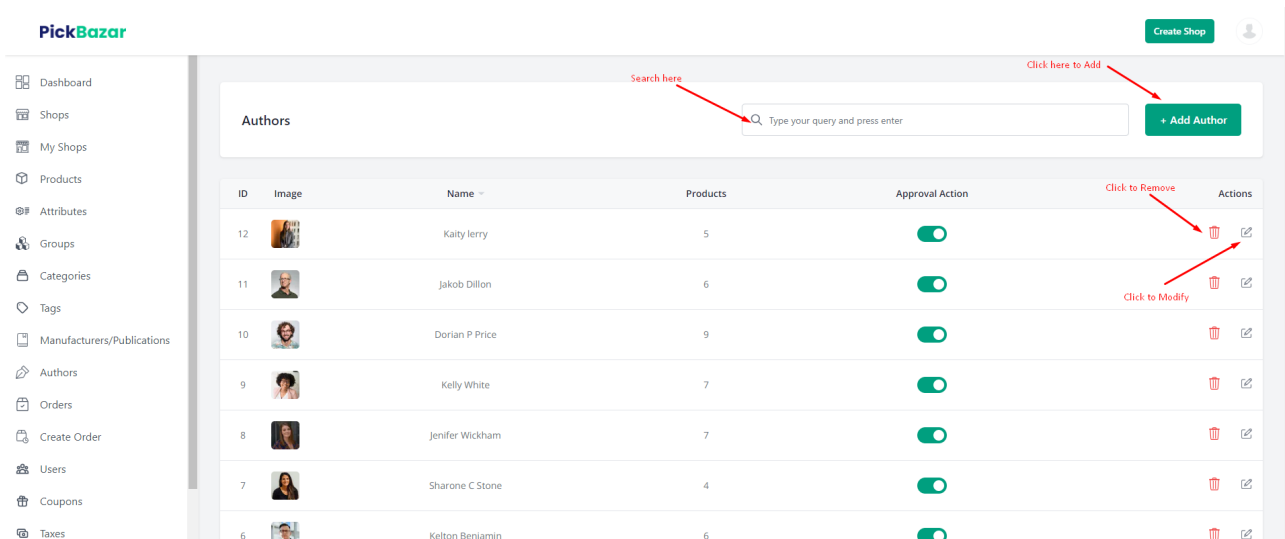 PickBazar
Create Shop
Click here to Add
Search here
Dashboard
Shops
My Shops
Products
Attributes
Groups
Categories
Tags
Manufacturers/Publications
Authors
Orders
Create Order
Users
Coupons
Taxes
Authors
Type your query and press enter
+ Add Author
Click to Remove
ID Image Name Products Approval Action Actions
12 Kaity lerry 5
11 Jakob Dillon 6
Click to Modify
10 Dorian P Price 9
9 Kelly White 7
8 Jenifer Wickham 7
7 Sharone C Stone 4
6 Kelton Benjamin 6